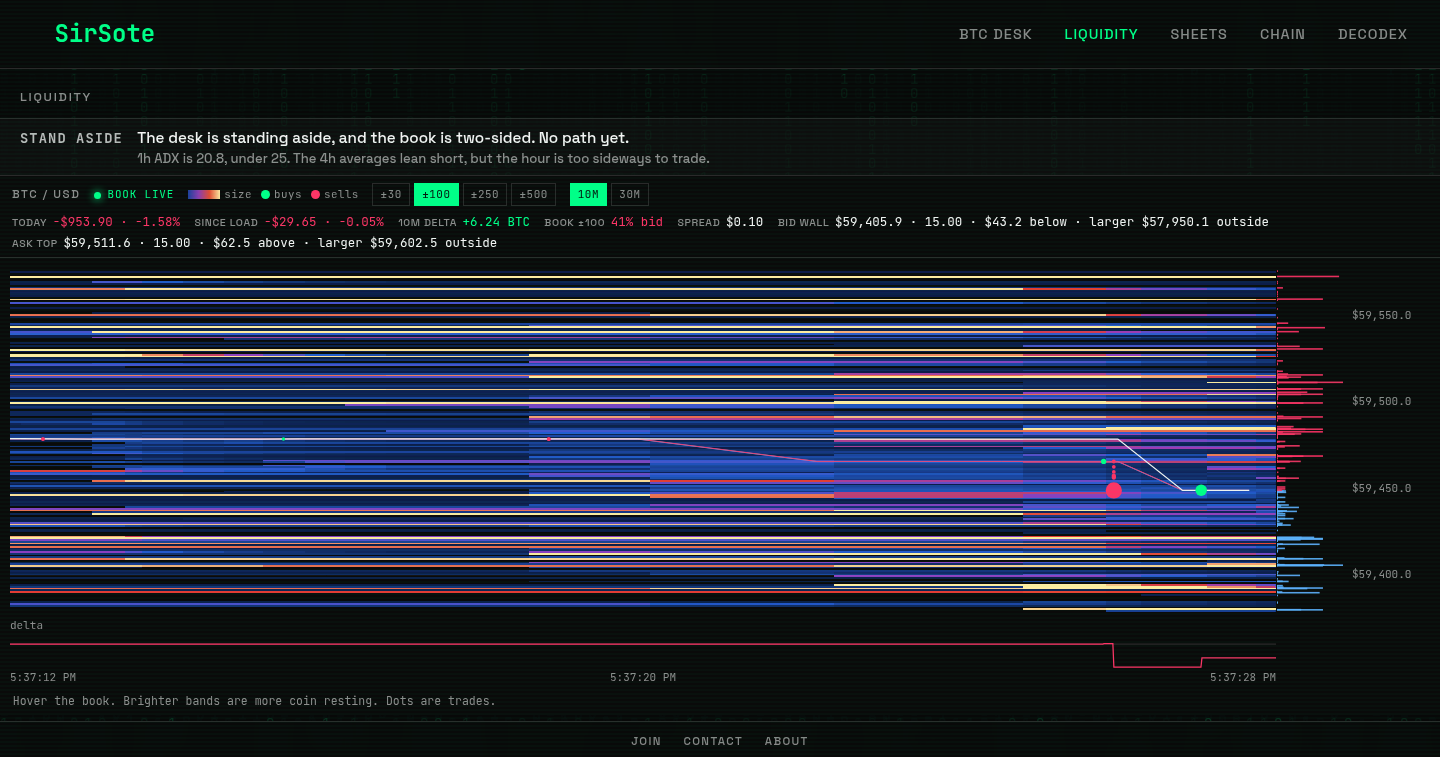 SirSote
BTC DESK LIQUIDITY SHEETS CHAIN DECODEX
LIQUIDITY
STAND ASIDE The desk is standing aside, and the book is two-sided. No path yet.
1h ADX is 20.8, under 25. The 4h averages lean short, but the hour is too sideways to trade.
BTC / USD BOOK LIVE size buys sells ±30 ±100 ±250 ±500 10M 30M
TODAY -$953.90 · -1.58% SINCE LOAD -$29.65 · -0.05% 10M DELTA +6.24 BTC BOOK ±100 41% bid SPREAD $0.10 BID WALL $59,405.9 · 15.00 · $43.2 below · larger $57,950.1 outside
ASK TOP $59,511.6 · 15.00 · $62.5 above · larger $59,602.5 outside
$59,550.0
$59,500.0
$59,450.0
$59,400.0
delta
5:37:12 PM 5:37:20 PM 5:37:28 PM
Hover the book. Brighter bands are more coin resting. Dots are trades.
JOIN CONTACT ABOUT